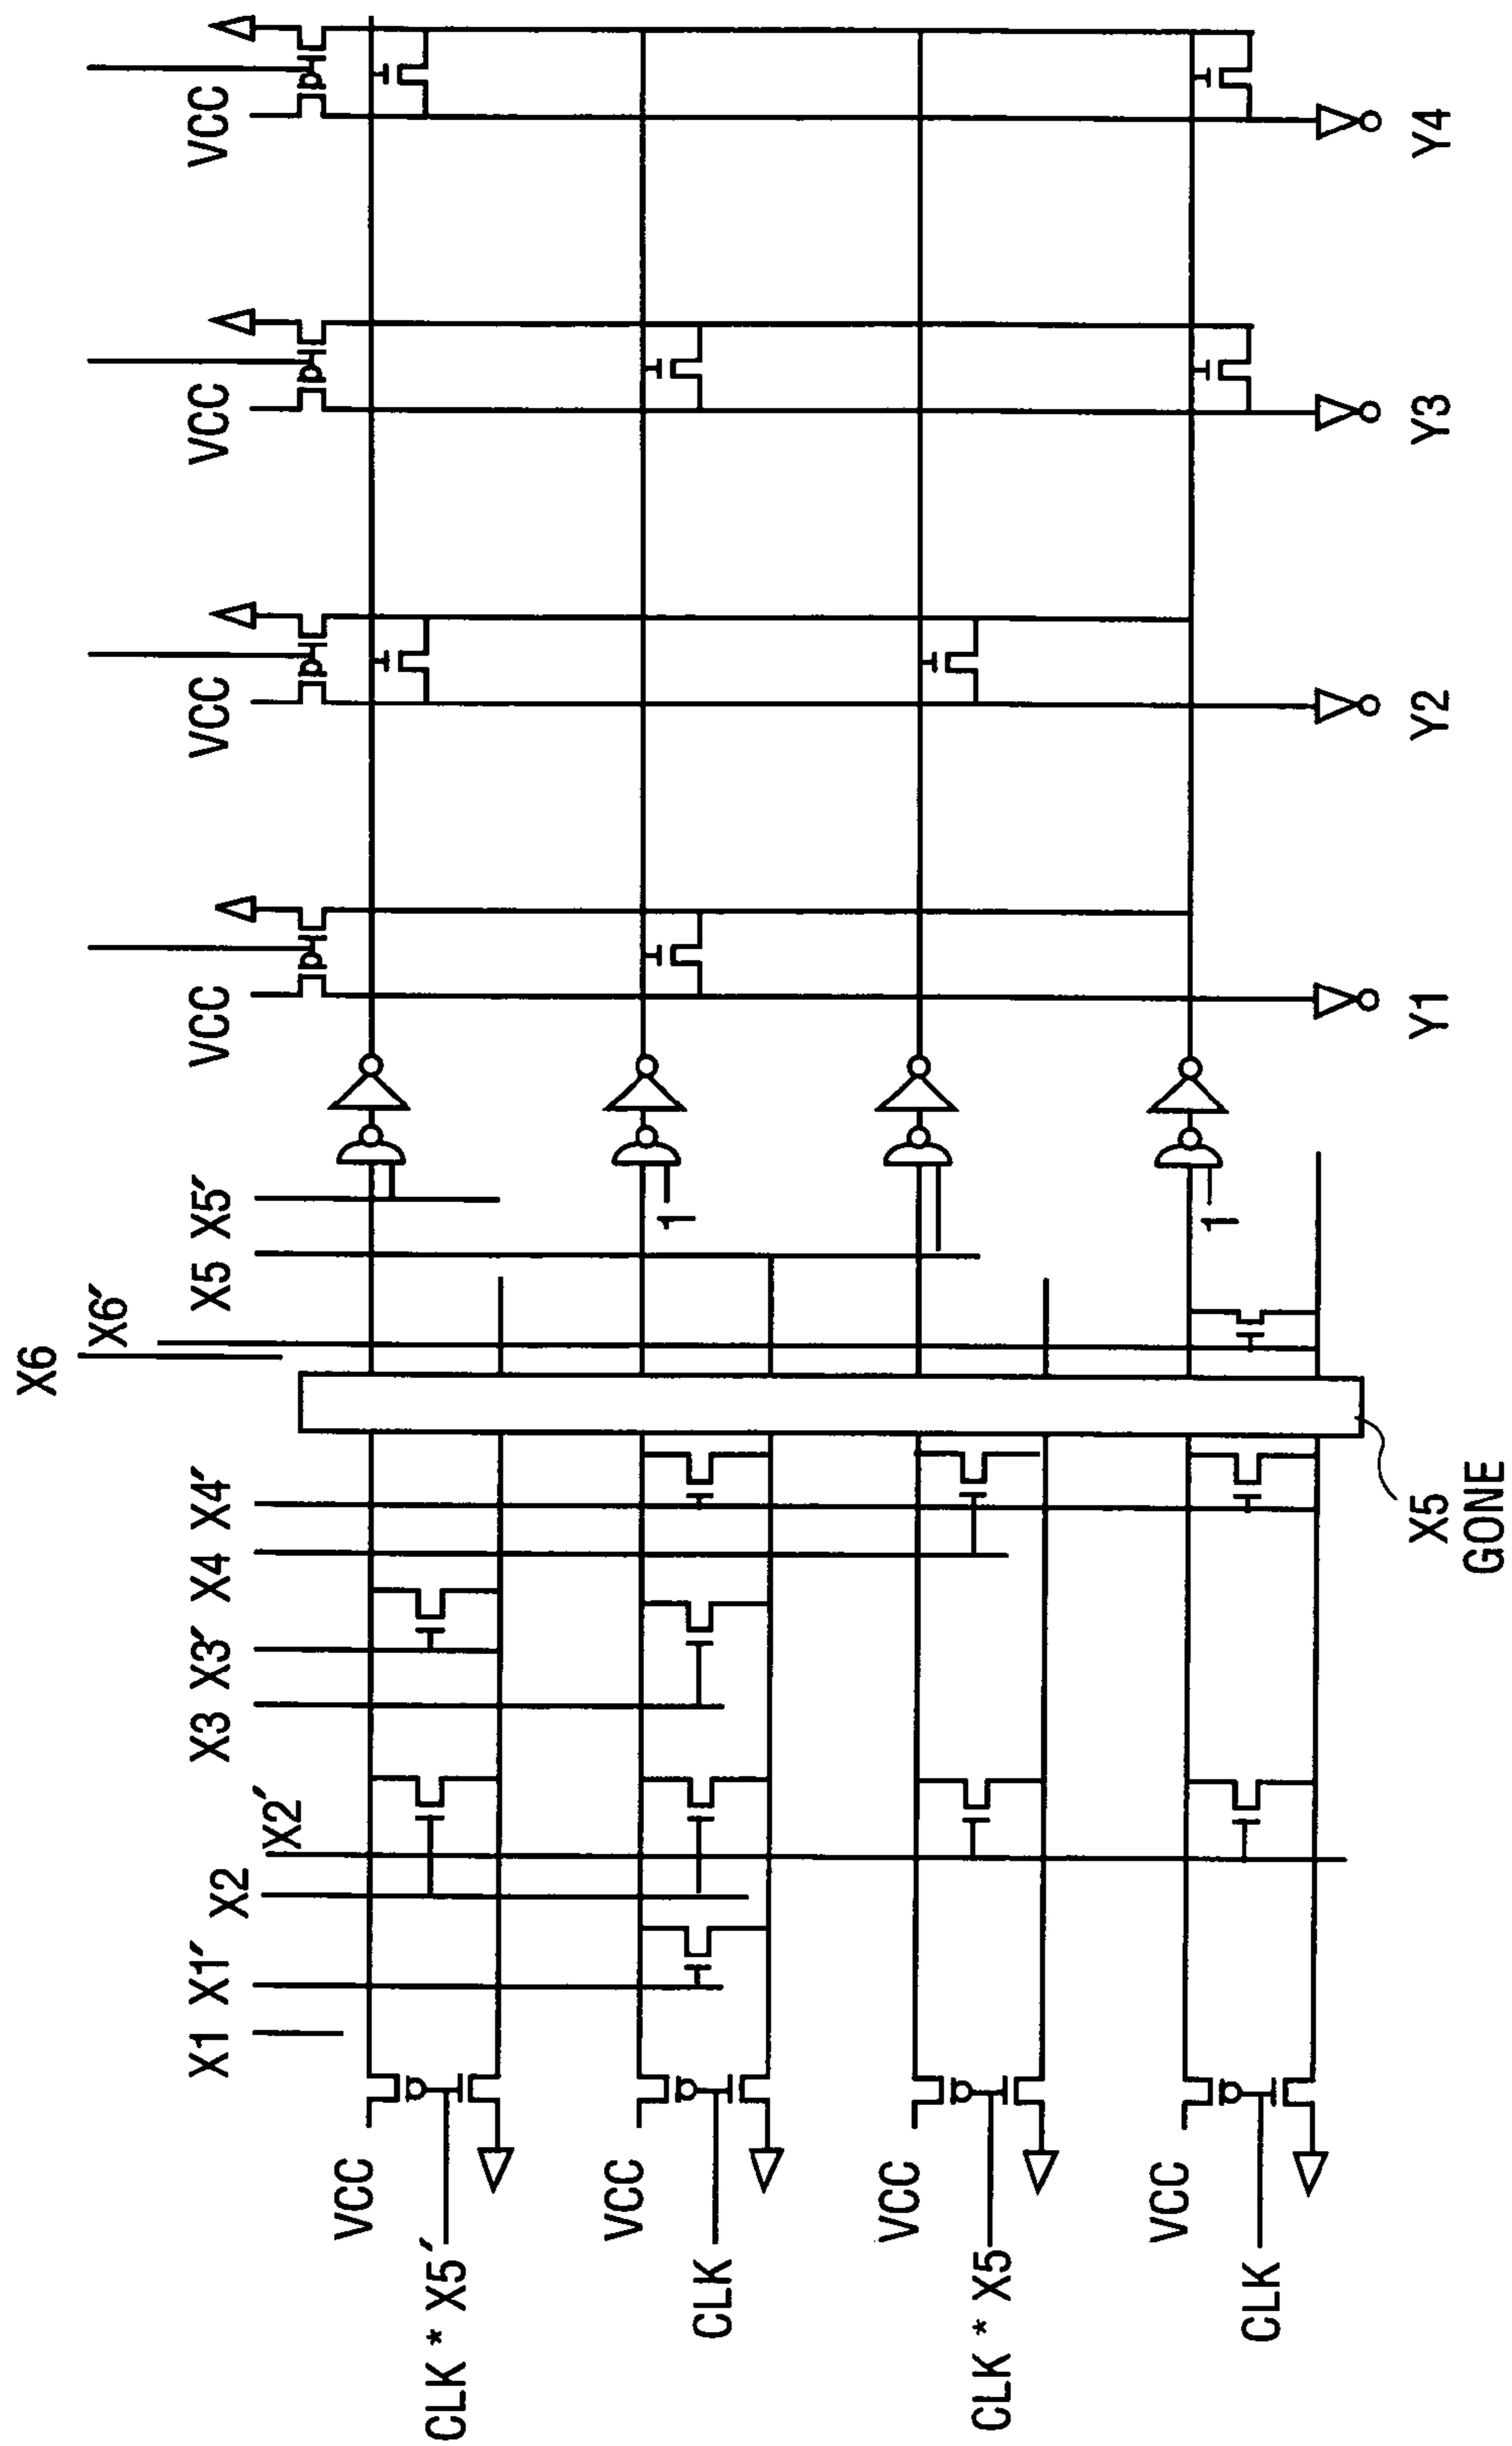 X6
X6′
VCC
VCC
VCC
VCC
X1 X1′
X2
X2′
X3 X3′
X4 X4′
X5 X5′
1
1
X5
GONE
VCC
CLK * X5′
VCC
CLK
VCC
CLK * X5
VCC
CLK
Y1
Y2
Y3
Y4